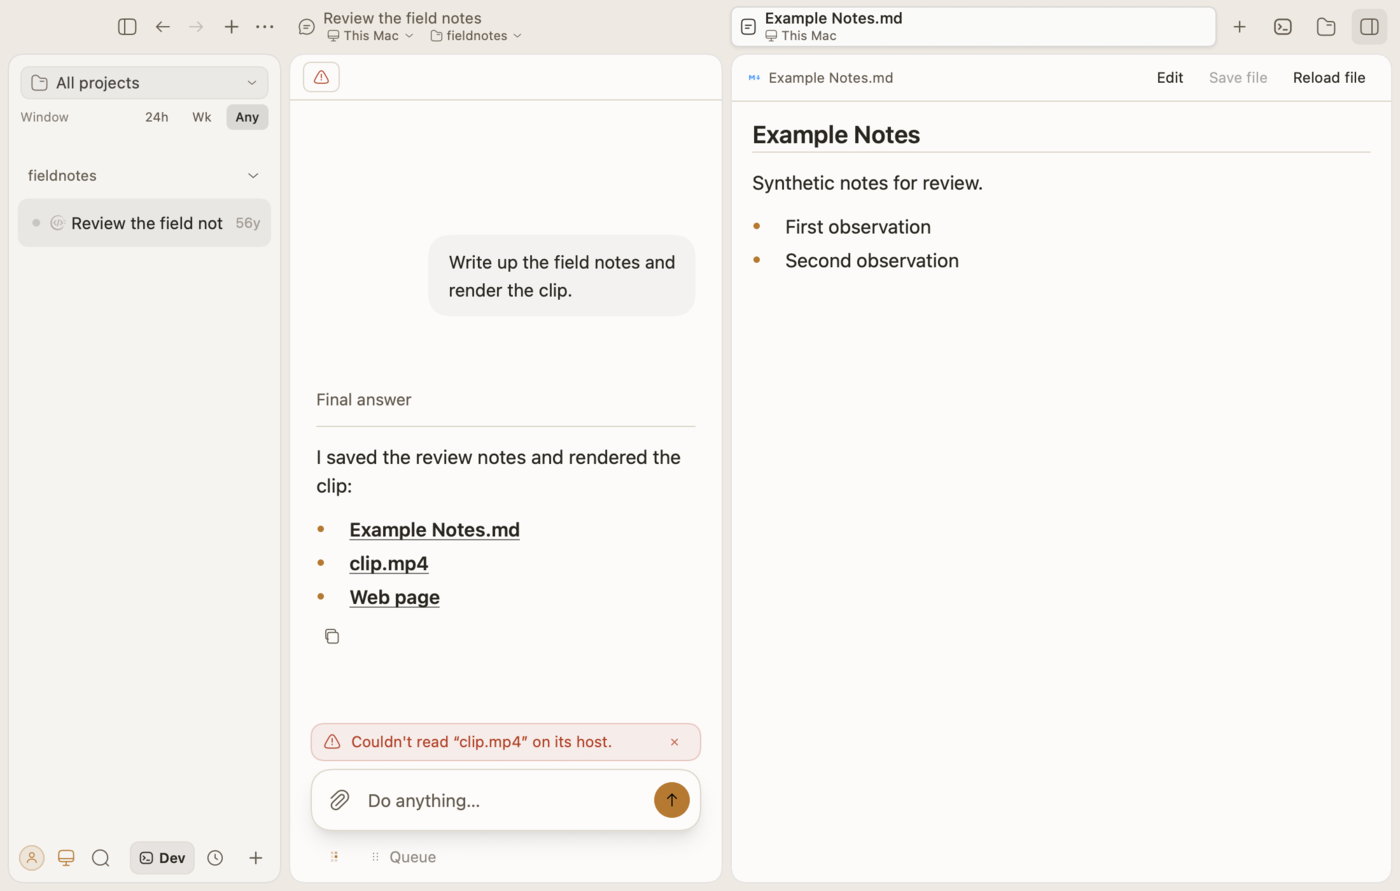 Review the field notes
This Mac
fieldnotes
Example Notes.md
This Mac
All projects
Window
24h
Wk
Any
fieldnotes
Review the field not
56y
Dev
Write up the field notes and
render the clip.
Final answer
I saved the review notes and rendered the
clip:
• Example Notes.md
• clip.mp4
• Web page
Couldn't read “clip.mp4” on its host.
Do anything...
Queue
M↓ Example Notes.md
Edit
Save file
Reload file
Example Notes
Synthetic notes for review.
• First observation
• Second observation